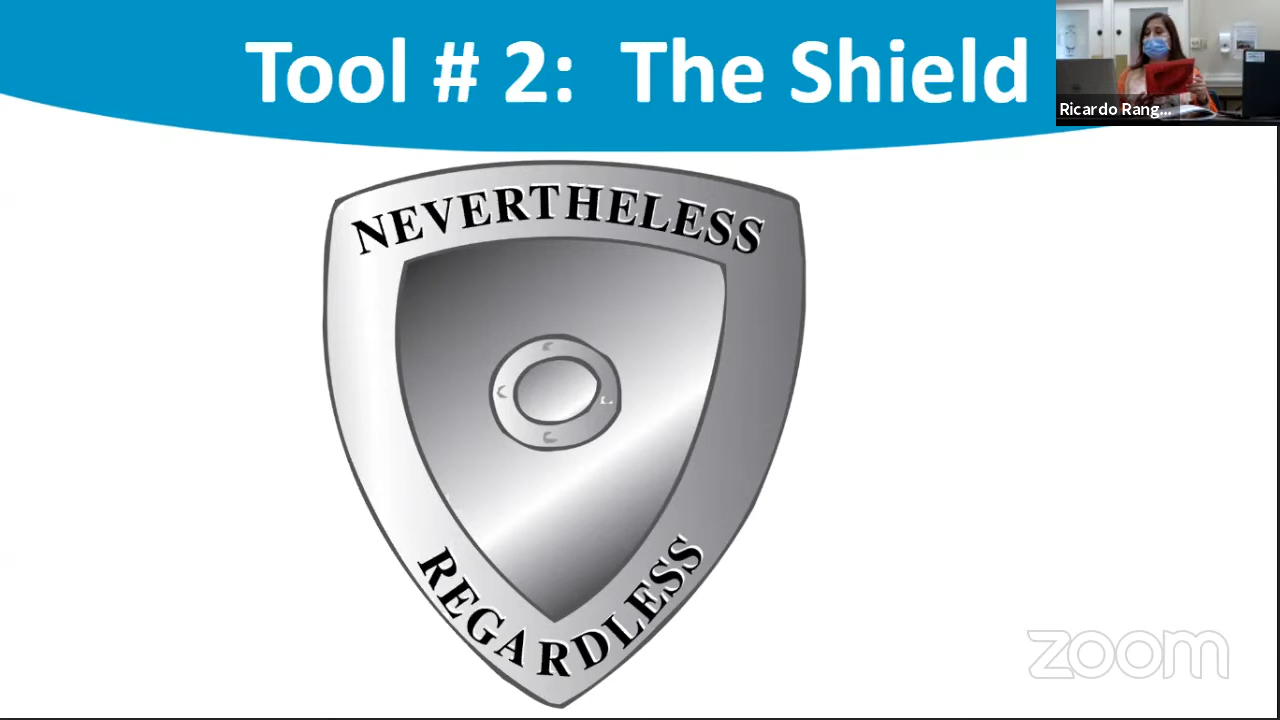 Tool # 2: The Shield
Ricardo Rang...
NEVERTHELESS
REGARDLESS
zoom